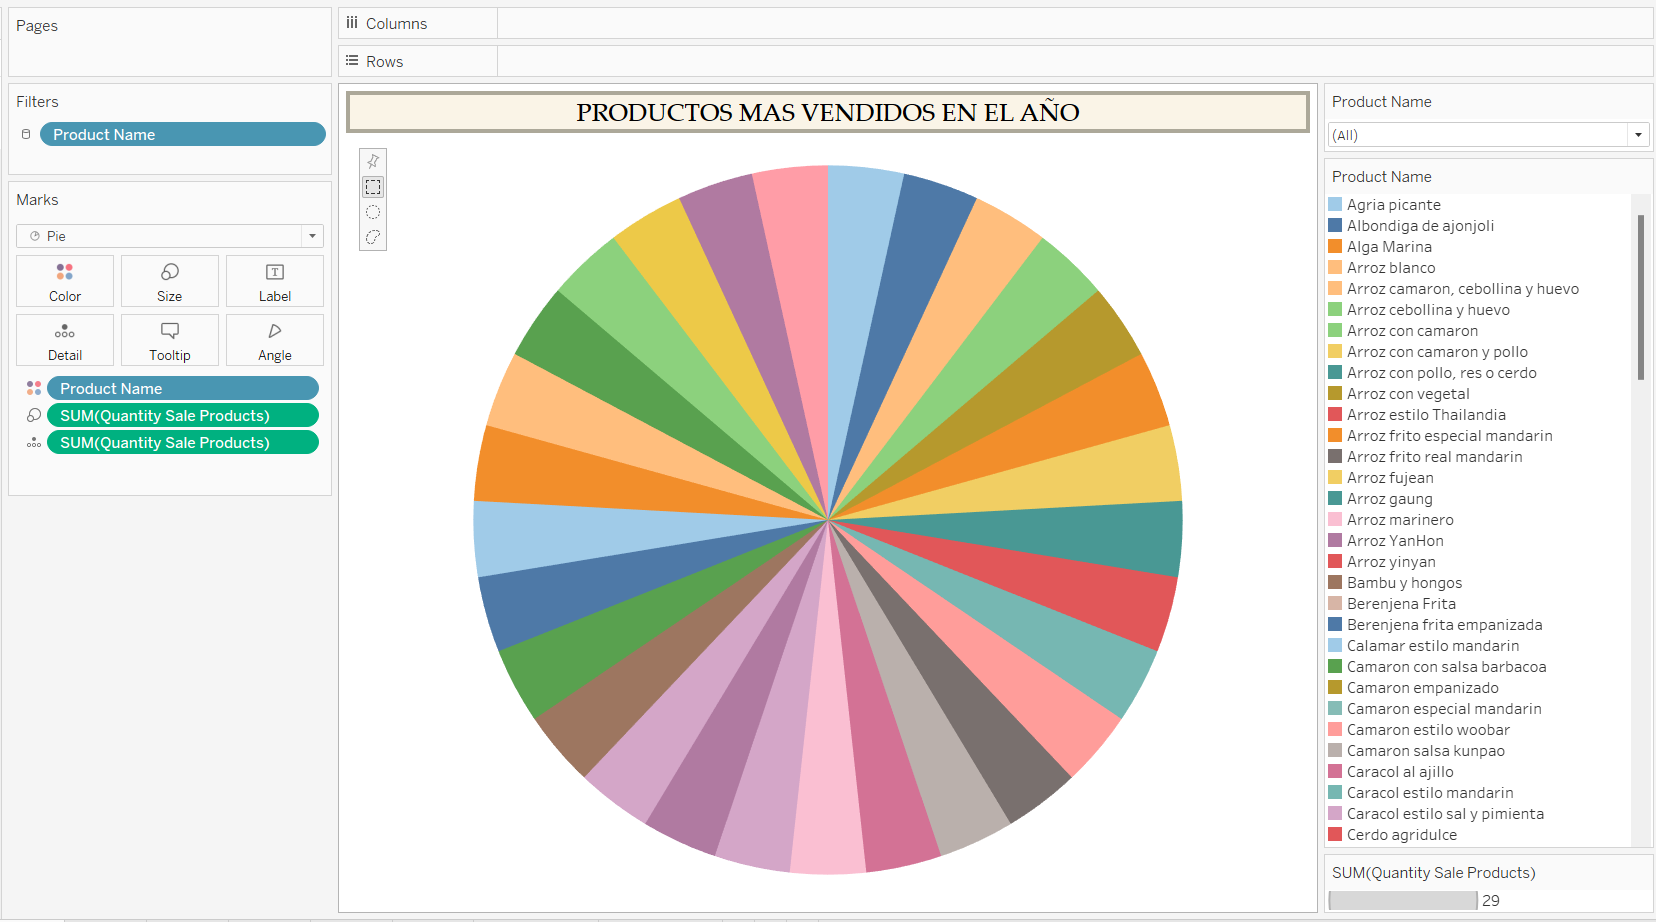 Pages
Columns
Rows
Filters
Product Name
Marks
Pie
Color
Size
Label
Detail
Tooltip
Angle
Product Name
SUM(Quantity Sale Products)
SUM(Quantity Sale Products)
PRODUCTOS MAS VENDIDOS EN EL AÑO
Product Name
(All)
Product Name
Agria picante
Albondiga de ajonjoli
Alga Marina
Arroz blanco
Arroz camaron, cebollina y huevo
Arroz cebollina y huevo
Arroz con camaron
Arroz con camaron y pollo
Arroz con pollo, res o cerdo
Arroz con vegetal
Arroz estilo Thailandia
Arroz frito especial mandarin
Arroz frito real mandarin
Arroz fujean
Arroz gaung
Arroz marinero
Arroz YanHon
Arroz yinyan
Bambu y hongos
Berenjena Frita
Berenjena frita empanizada
Calamar estilo mandarin
Camaron con salsa barbacoa
Camaron empanizado
Camaron especial mandarin
Camaron estilo woobar
Camaron salsa kunpao
Caracol al ajillo
Caracol estilo mandarin
Caracol estilo sal y pimienta
Cerdo agridulce
SUM(Quantity Sale Products)
29